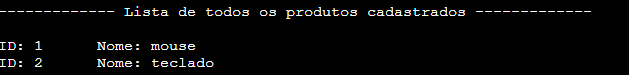 ------------- Lista de todos os produtos cadastrados -------------
ID: 1 Nome: mouse
ID: 2 Nome: teclado